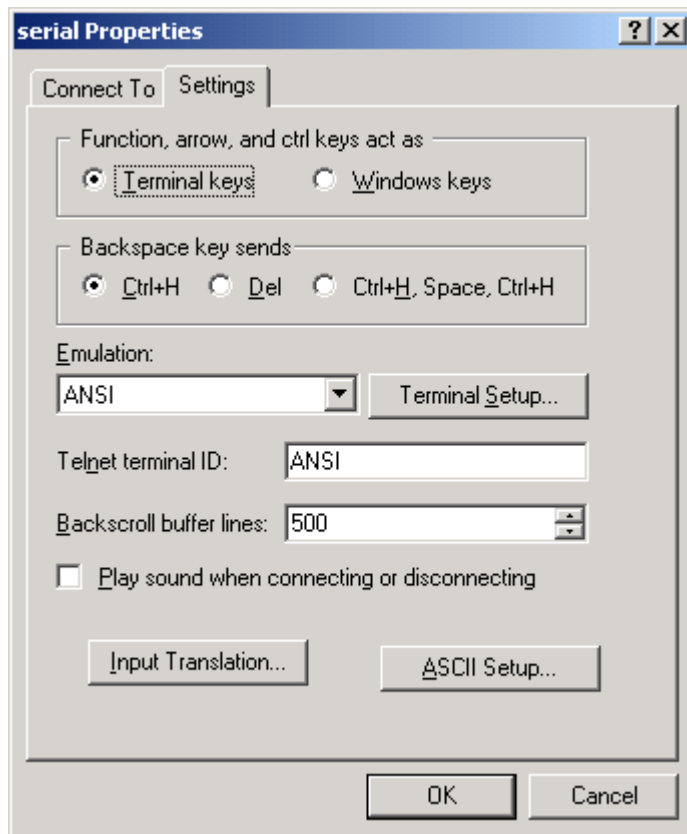 serial Properties
Connect To Settings
Function, arrow, and ctrl keys act as
Terminal keys Windows keys
Backspace key sends
Ctrl+H Del Ctrl+H, Space, Ctrl+H
Emulation:
ANSI Terminal Setup...
Telnet terminal ID: ANSI
Backscroll buffer lines: 500
Play sound when connecting or disconnecting
Input Translation... ASCII Setup...
OK Cancel